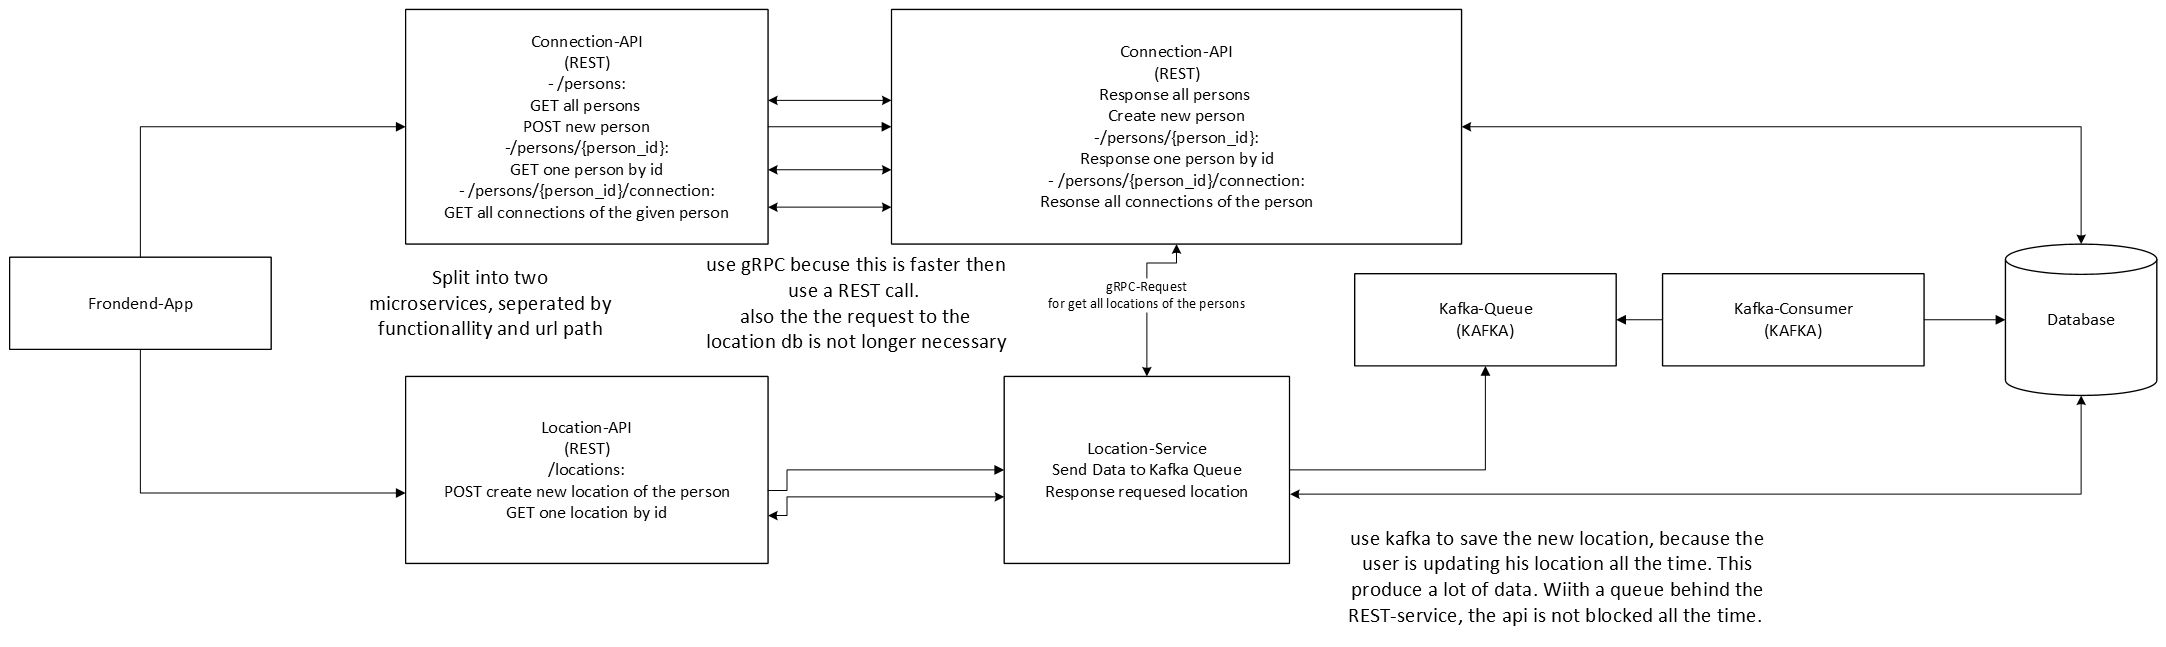 Connection-API
(REST)
- /persons:
GET all persons
POST new person
-/persons/{person_id}:
GET one person by id
- /persons/{person_id}/connection:
GET all connections of the given person
Connection-API
(REST)
Response all persons
Create new person
-/persons/{person_id}:
Response one person by id
- /persons/{person_id}/connection:
Resonse all connections of the person
Frondend-App
Split into two
microservices, seperated by
functionallity and url path
use gRPC becuse this is faster then
use a REST call.
also the the request to the
location db is not longer necessary
gRPC-Request
for get all locations of the persons
Kafka-Queue
(KAFKA)
Kafka-Consumer
(KAFKA)
Database
Location-API
(REST)
/locations:
POST create new location of the person
GET one location by id
Location-Service
Send Data to Kafka Queue
Response requesed location
use kafka to save the new location, because the
user is updating his location all the time. This
produce a lot of data. Wiith a queue behind the
REST-service, the api is not blocked all the time.